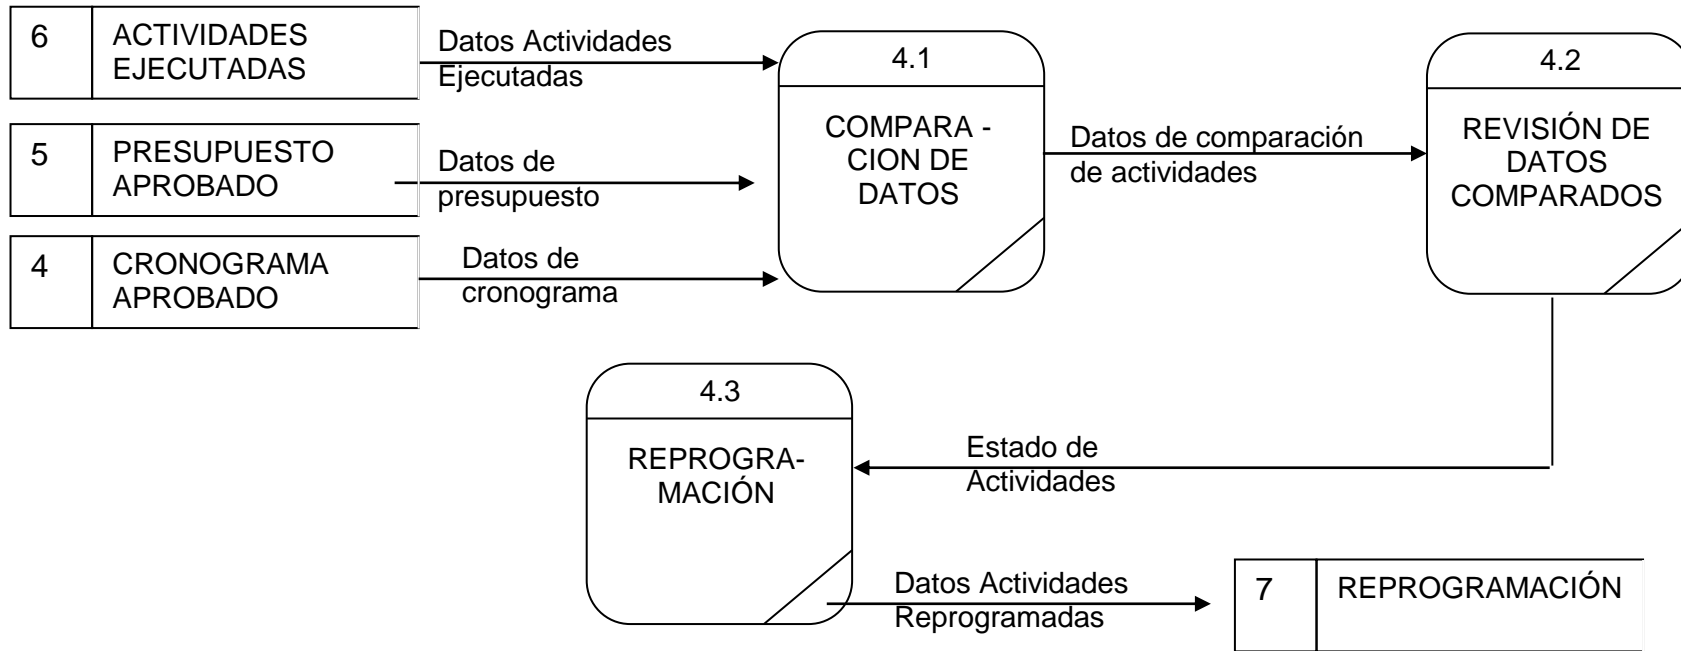 6
ACTIVIDADES
EJECUTADAS
Datos Actividades
Ejecutadas
4.1
COMPARA -
CION DE
DATOS
4.2
REVISIÓN DE
DATOS
COMPARADOS
5
PRESUPUESTO
APROBADO
Datos de
presupuesto
Datos de comparación
de actividades
4
CRONOGRAMA
APROBADO
Datos de
cronograma
4.3
REPROGRA-
MACIÓN
Estado de
Actividades
Datos Actividades
Reprogramadas
7
REPROGRAMACIÓN